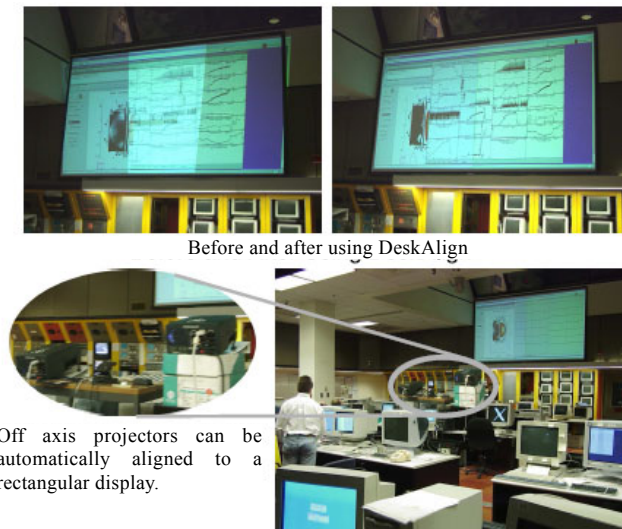 Before and after using DeskAlign
Off axis projectors can be
automatically aligned to a
rectangular display.